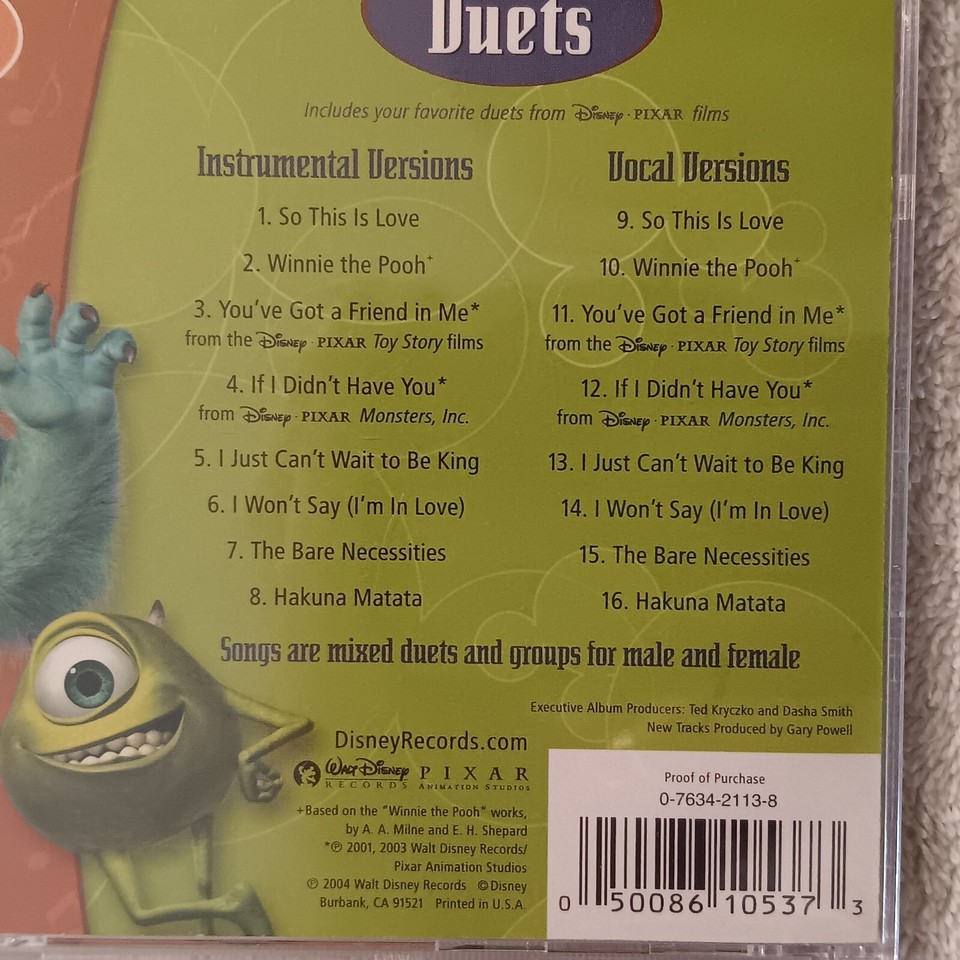 Duets
Includes your favorite duets from Disney · PIXAR films
Instrumental Versions
1. So This Is Love
2. Winnie the Pooh+
3. You've Got a Friend in Me*
from the Disney · PIXAR Toy Story films
4. If I Didn't Have You*
from Disney · PIXAR Monsters, Inc.
5. I Just Can't Wait to Be King
6. I Won't Say (I'm In Love)
7. The Bare Necessities
8. Hakuna Matata
Vocal Versions
9. So This Is Love
10. Winnie the Pooh+
11. You've Got a Friend in Me*
from the Disney · PIXAR Toy Story films
12. If I Didn't Have You*
from Disney · PIXAR Monsters, Inc.
13. I Just Can't Wait to Be King
14. I Won't Say (I'm In Love)
15. The Bare Necessities
16. Hakuna Matata
Songs are mixed duets and groups for male and female
Executive Album Producers: Ted Kryczko and Dasha Smith
New Tracks Produced by Gary Powell
DisneyRecords.com
Walt Disney RECORDS
PIXAR ANIMATION STUDIOS
+Based on the "Winnie the Pooh" works,
by A. A. Milne and E. H. Shepard
*℗ 2001, 2003 Walt Disney Records/
Pixar Animation Studios
℗ 2004 Walt Disney Records ©Disney
Burbank, CA 91521 Printed in U.S.A.
Proof of Purchase
0-7634-2113-8
0 50086 10537 3